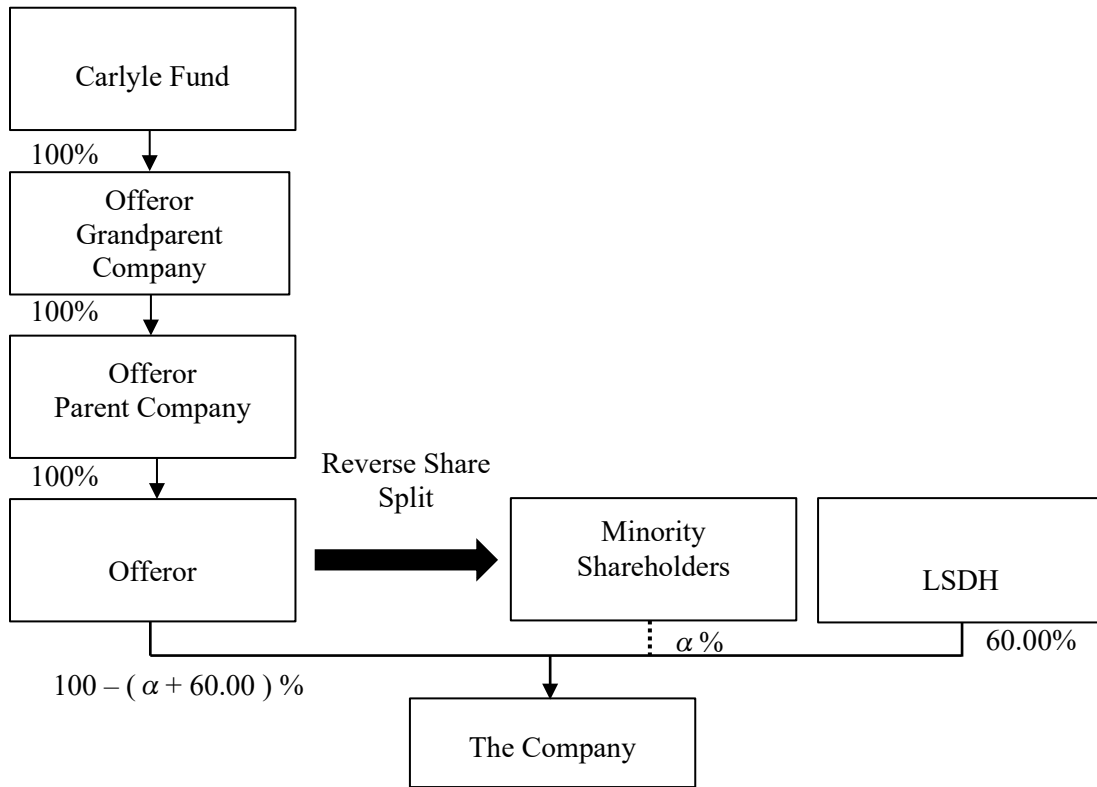 Carlyle Fund
100%
Offeror
Grandparent
Company
100%
Offeror
Parent Company
100%
Reverse Share
Split
Offeror
Minority
Shareholders
LSDH
α %
60.00%
100 – ( α + 60.00 ) %
The Company